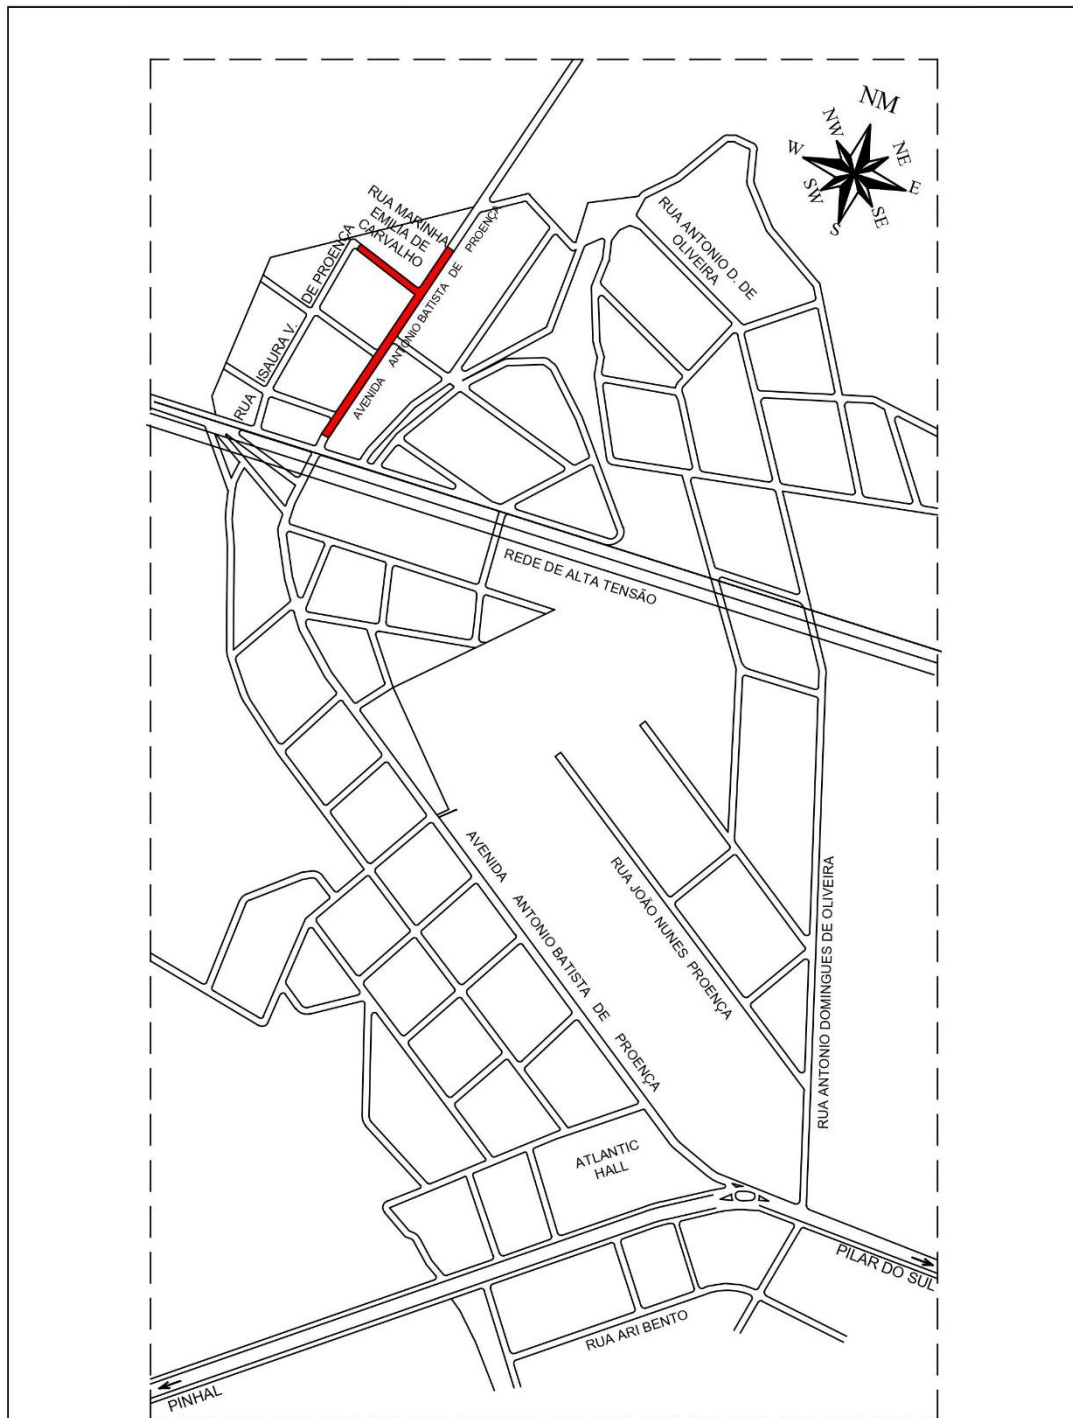 NM
NW
NE
W
E
SW
SE
S
RUA MARINHA
EMILIA DE
CARVALHO
RUA ISAURA V. DE PROENÇA
AVENIDA ANTONIO BATISTA DE PROENÇA
RUA ANTONIO D. DE
OLIVEIRA
REDE DE ALTA TENSÃO
AVENIDA ANTONIO BATISTA DE PROENÇA
RUA JOÃO NUNES PROENÇA
RUA ANTONIO DOMINGUES DE OLIVEIRA
ATLANTIC
HALL
PILAR DO SUL
RUA ARI BENTO
PINHAL